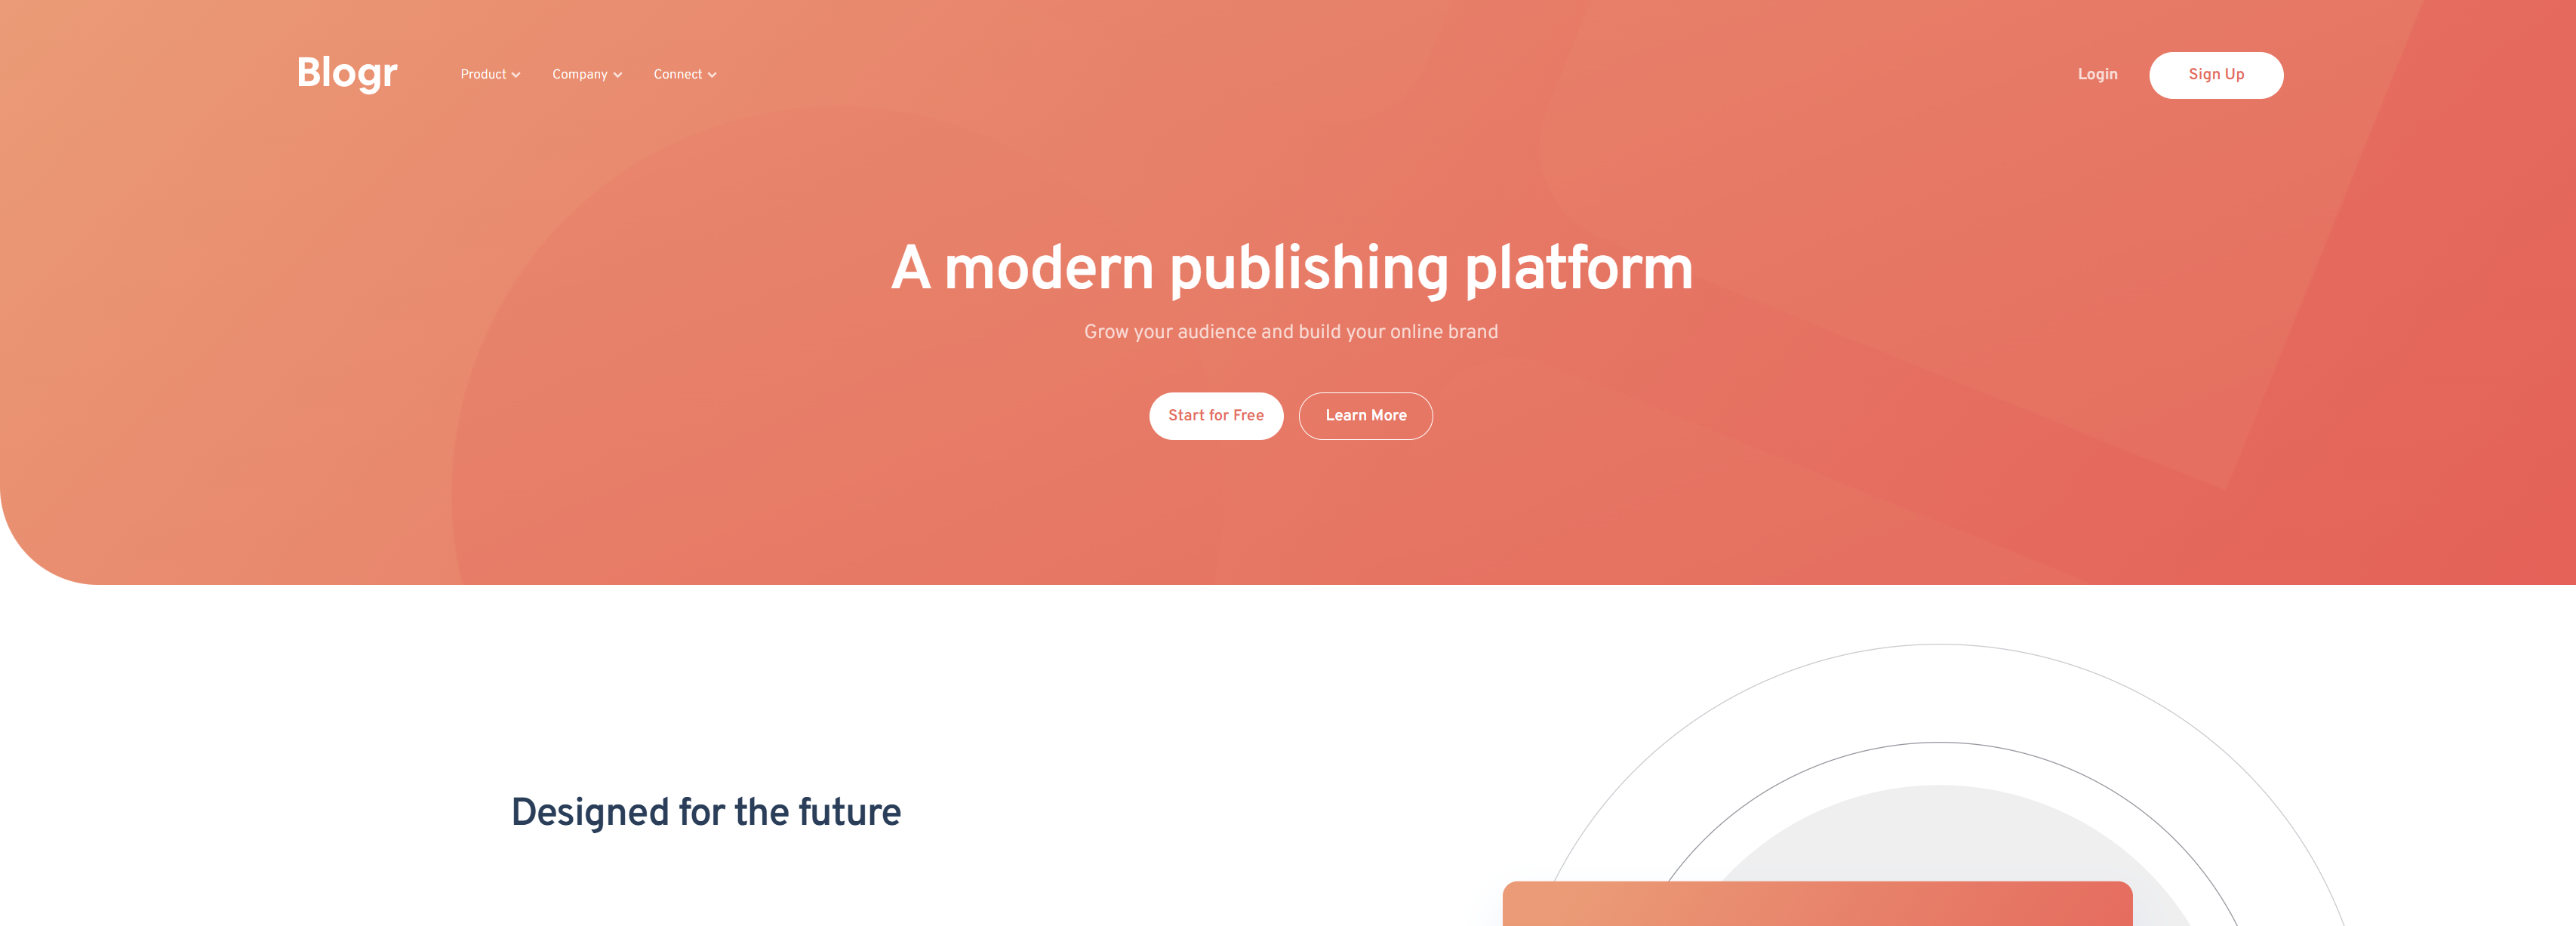 Blogr
Product
Company
Connect
Login
Sign Up
A modern publishing platform
Grow your audience and build your online brand
Start for Free
Learn More
Designed for the future